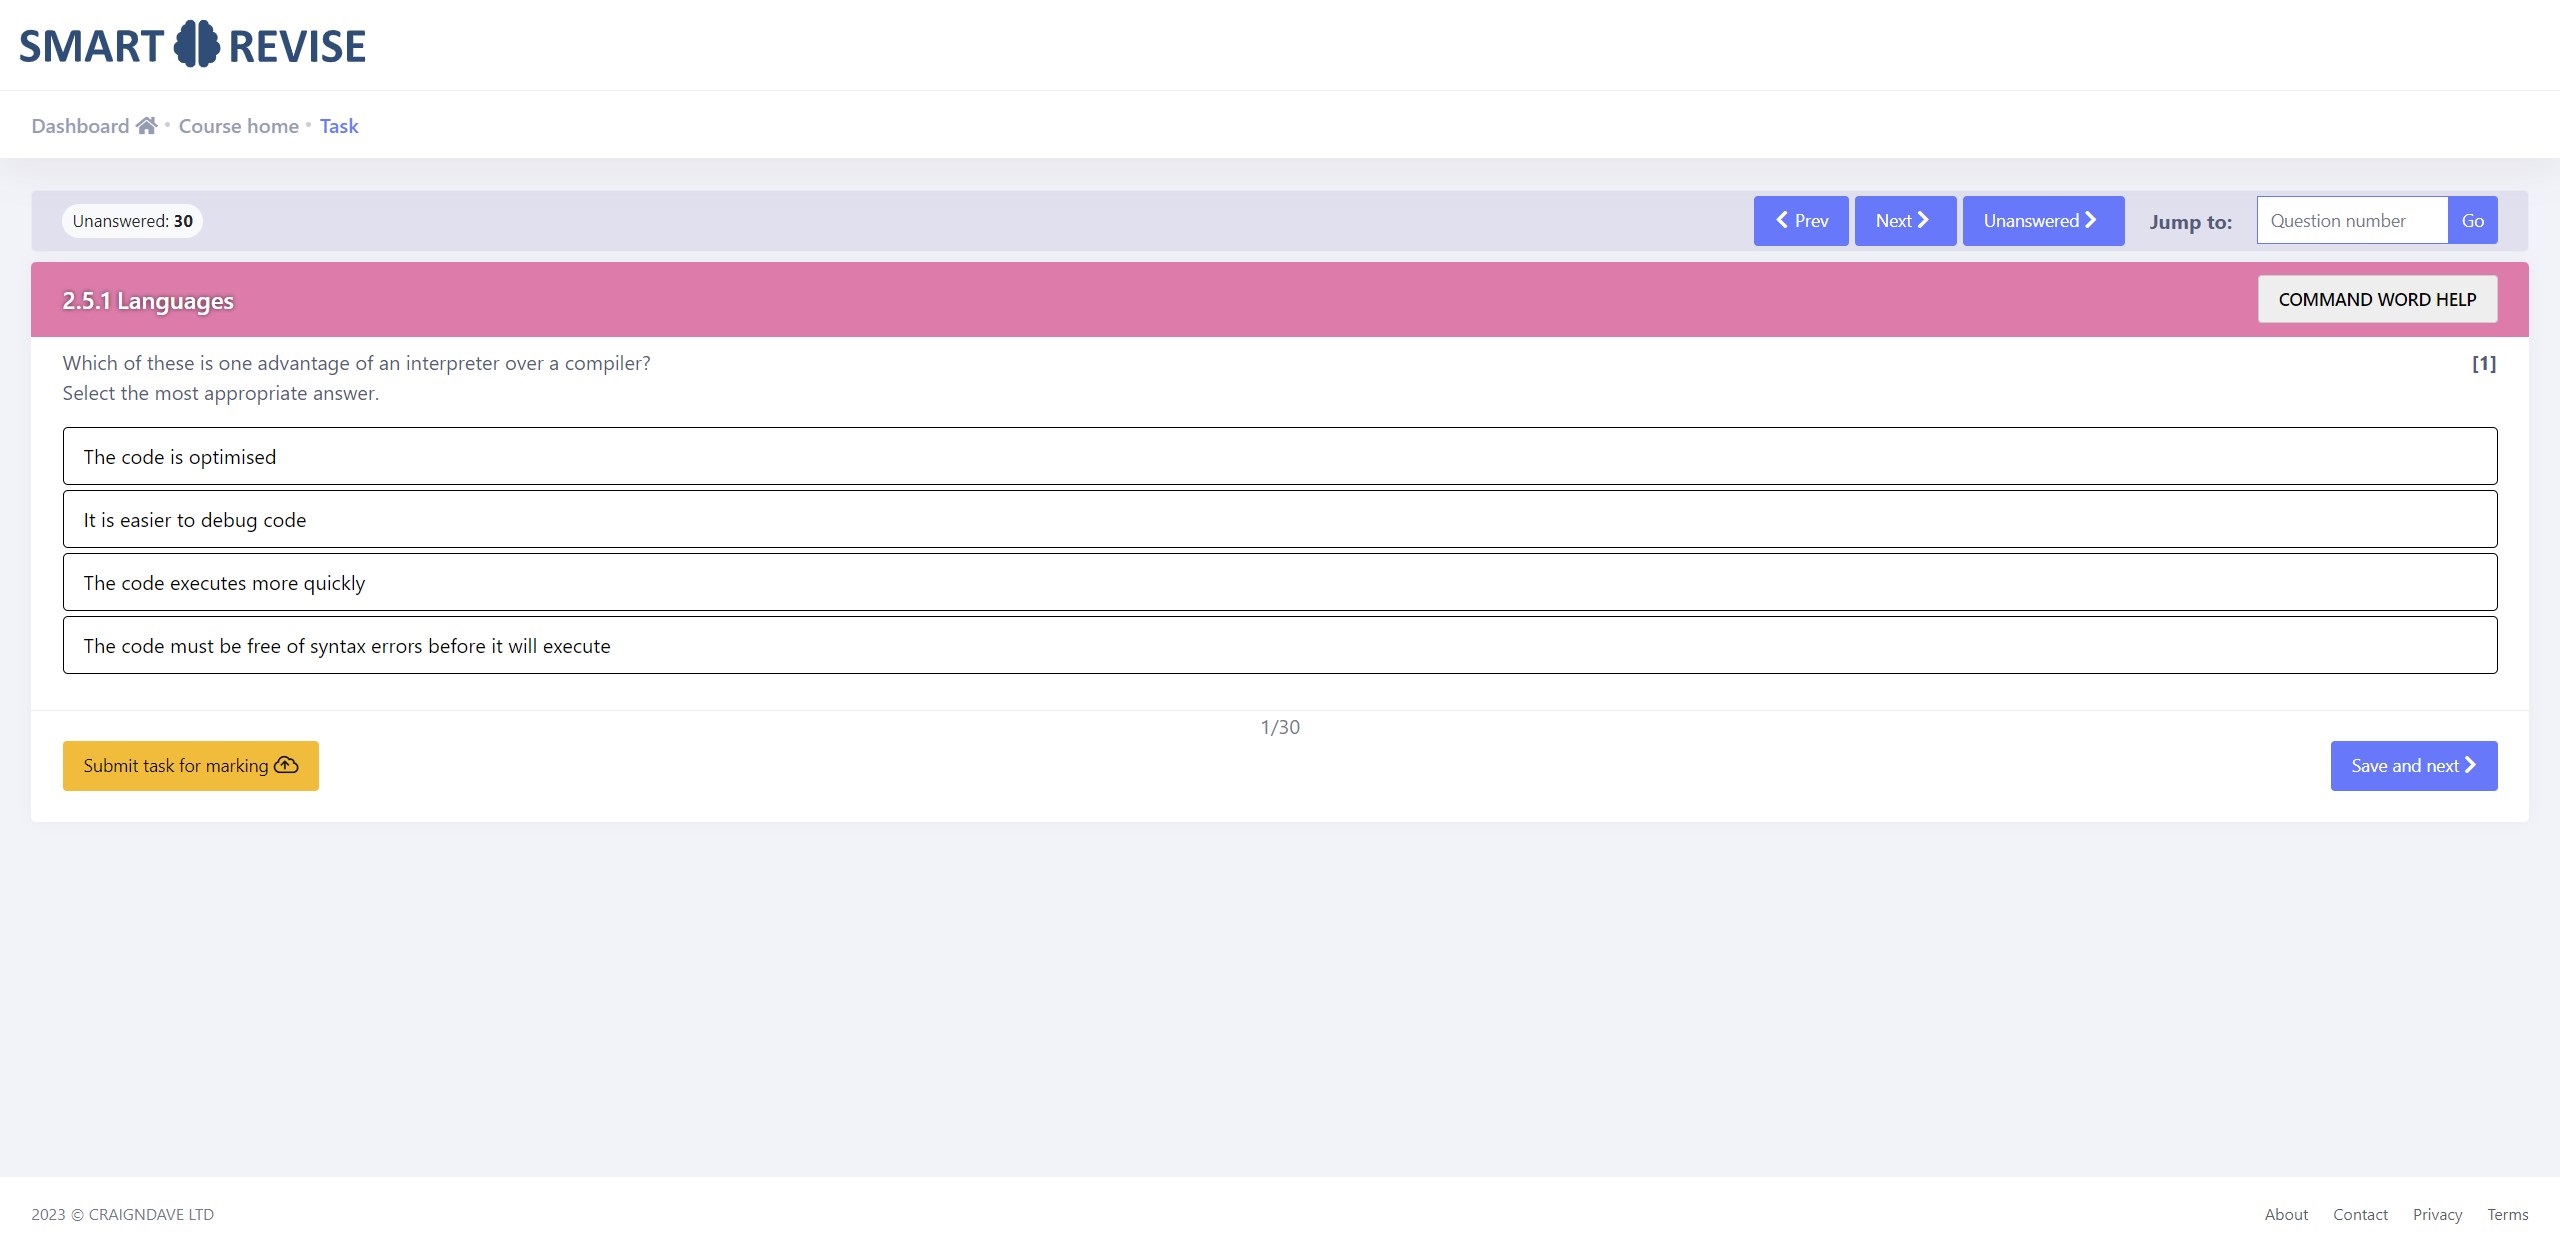 SMART REVISE
Dashboard • Course home • Task
Unanswered: 30
Prev
Next
Unanswered
Jump to:
Question number
Go
2.5.1 Languages
COMMAND WORD HELP
Which of these is one advantage of an interpreter over a compiler?
[1]
Select the most appropriate answer.
The code is optimised
It is easier to debug code
The code executes more quickly
The code must be free of syntax errors before it will execute
1/30
Submit task for marking
Save and next
2023 © CRAIGNDAVE LTD
About
Contact
Privacy
Terms